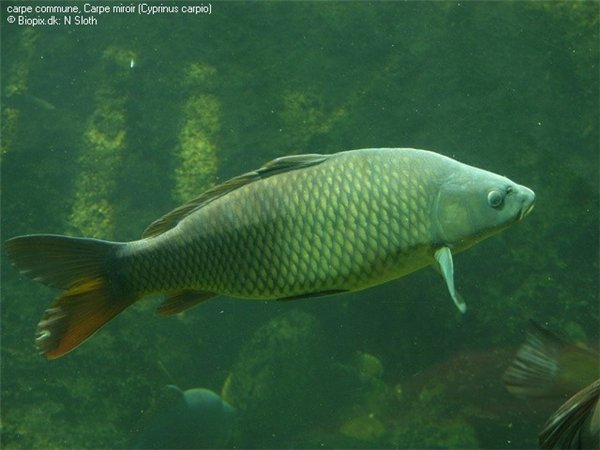 carpe commune, Carpe miroir (Cyprinus carpio)
© Biopix.dk: N Sloth